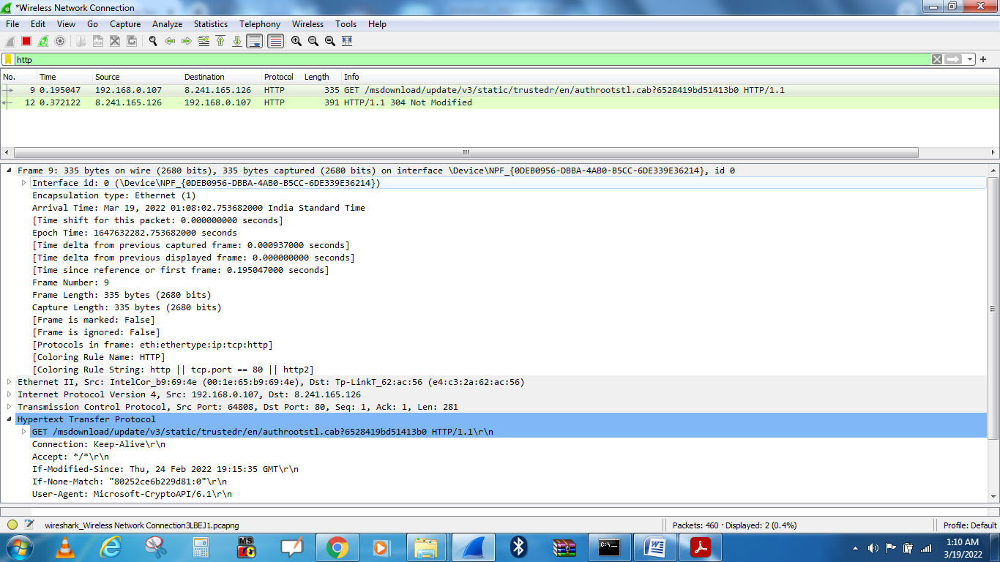 *Wireless Network Connection
File Edit View Go Capture Analyze Statistics Telephony Wireless Tools Help
http
No. Time Source Destination Protocol Length Info
9 0.195047 192.168.0.107 8.241.165.126 HTTP 335 GET /msdownload/update/v3/static/trustedr/en/authrootstl.cab?6528419bd51413b0 HTTP/1.1
12 0.372122 8.241.165.126 192.168.0.107 HTTP 391 HTTP/1.1 304 Not Modified
Frame 9: 335 bytes on wire (2680 bits), 335 bytes captured (2680 bits) on interface \Device\NPF_{0DEB0956-DBBA-4AB0-B5CC-6DE339E36214}, id 0
Interface id: 0 (\Device\NPF_{0DEB0956-DBBA-4AB0-B5CC-6DE339E36214})
Encapsulation type: Ethernet (1)
Arrival Time: Mar 19, 2022 01:08:02.753682000 India Standard Time
[Time shift for this packet: 0.000000000 seconds]
Epoch Time: 1647632282.753682000 seconds
[Time delta from previous captured frame: 0.000937000 seconds]
[Time delta from previous displayed frame: 0.000000000 seconds]
[Time since reference or first frame: 0.195047000 seconds]
Frame Number: 9
Frame Length: 335 bytes (2680 bits)
Capture Length: 335 bytes (2680 bits)
[Frame is marked: False]
[Frame is ignored: False]
[Protocols in frame: eth:ethertype:ip:tcp:http]
[Coloring Rule Name: HTTP]
[Coloring Rule String: http || tcp.port == 80 || http2]
Ethernet II, Src: IntelCor_b9:69:4e (00:1e:65:b9:69:4e), Dst: Tp-LinkT_62:ac:56 (e4:c3:2a:62:ac:56)
Internet Protocol Version 4, Src: 192.168.0.107, Dst: 8.241.165.126
Transmission Control Protocol, Src Port: 64808, Dst Port: 80, Seq: 1, Ack: 1, Len: 281
Hypertext Transfer Protocol
GET /msdownload/update/v3/static/trustedr/en/authrootstl.cab?6528419bd51413b0 HTTP/1.1\r\n
Connection: Keep-Alive\r\n
Accept: */*\r\n
If-Modified-Since: Thu, 24 Feb 2022 19:15:35 GMT\r\n
If-None-Match: "80252ce6b229d81:0"\r\n
User-Agent: Microsoft-CryptoAPI/6.1\r\n
wireshark_Wireless Network Connection3LBEJ1.pcapng Packets: 460 · Displayed: 2 (0.4%) Profile: Default
MS
C:\_
W
1:10 AM
3/19/2022